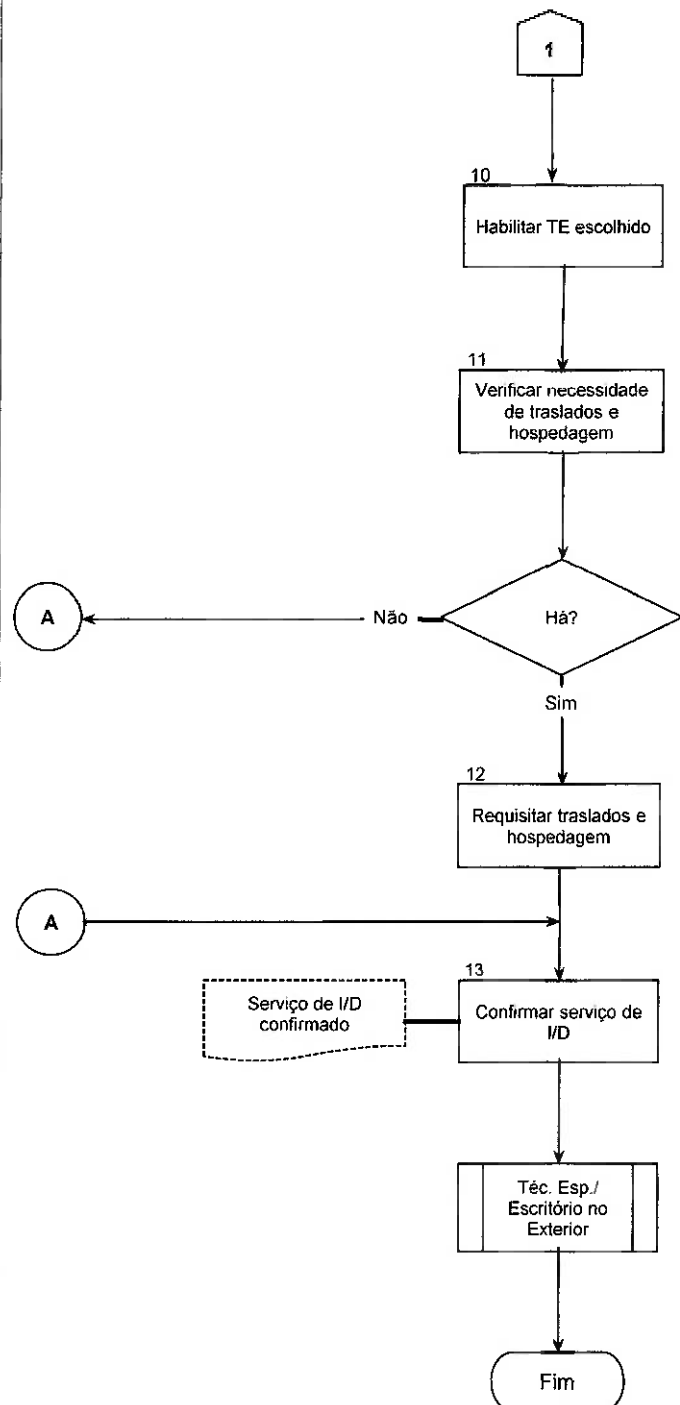 1
10
Habilitar TE escolhido
11
Verificar necessidade
de traslados e
hospedagem
A
Não
Há?
Sim
12
Requisitar traslados e
hospedagem
A
13
Serviço de I/D
confirmado
Confirmar serviço de
I/D
Téc. Esp./
Escritório no
Exterior
Fim